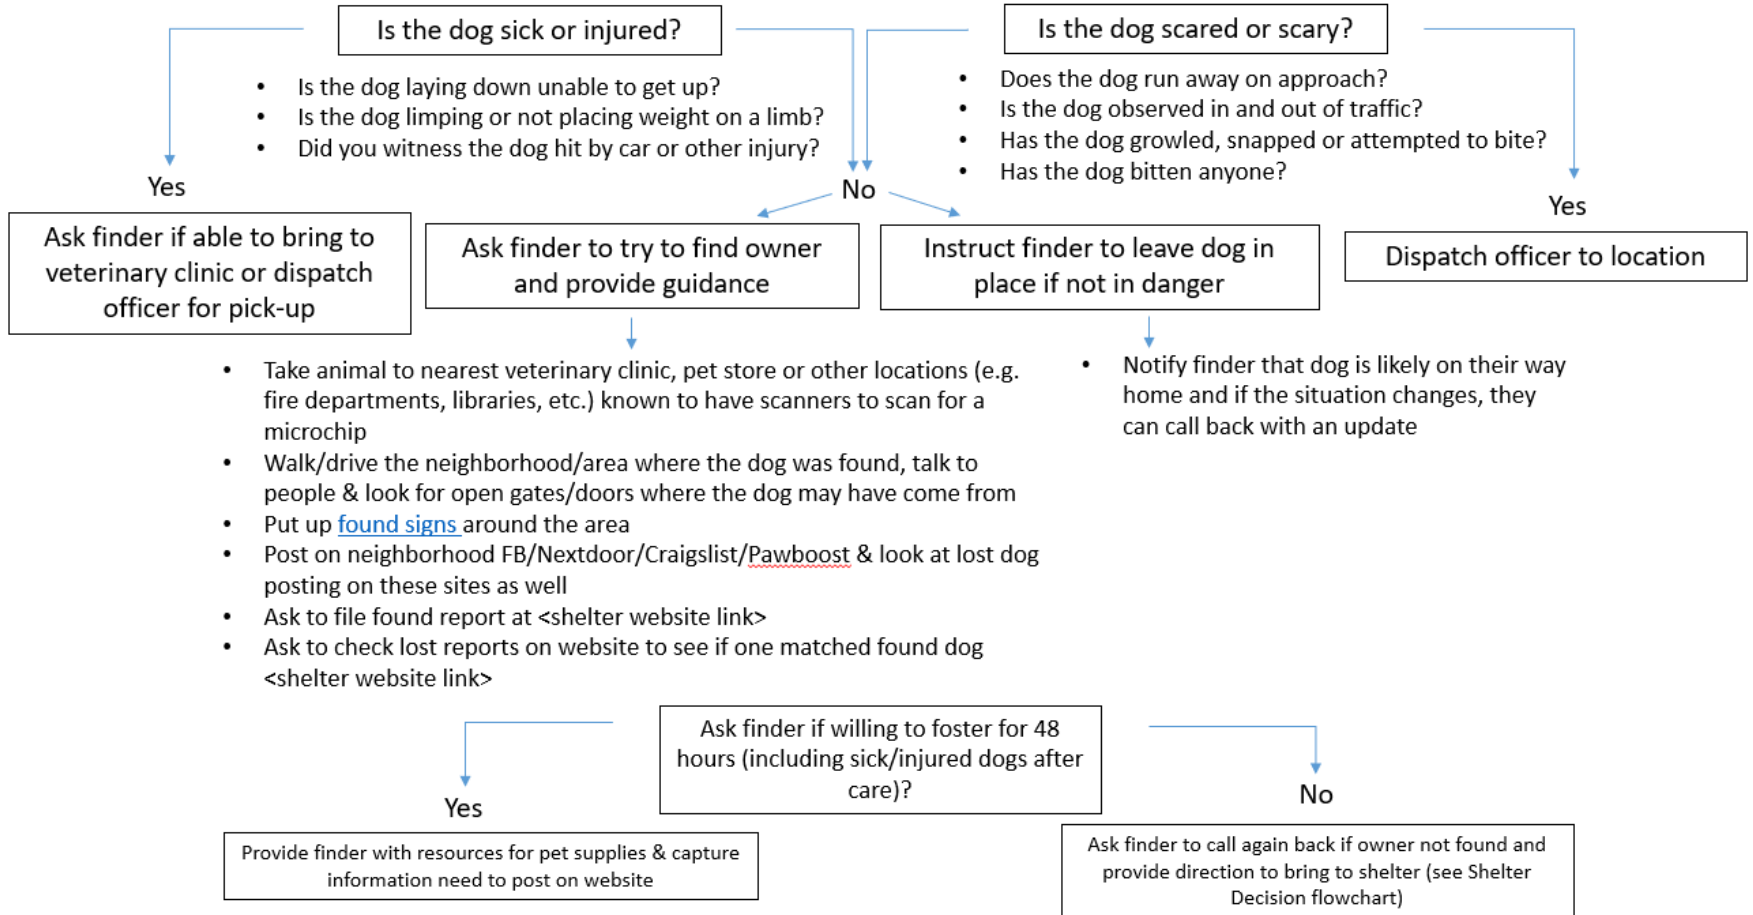 Is the dog sick or injured?
• Is the dog laying down unable to get up?
• Is the dog limping or not placing weight on a limb?
• Did you witness the dog hit by car or other injury?
Is the dog scared or scary?
• Does the dog run away on approach?
• Is the dog observed in and out of traffic?
• Has the dog growled, snapped or attempted to bite?
• Has the dog bitten anyone?
Yes
No
Yes
Ask finder if able to bring to
veterinary clinic or dispatch
officer for pick-up
Ask finder to try to find owner
and provide guidance
Instruct finder to leave dog in
place if not in danger
Dispatch officer to location
• Take animal to nearest veterinary clinic, pet store or other locations (e.g.
fire departments, libraries, etc.) known to have scanners to scan for a
microchip
• Walk/drive the neighborhood/area where the dog was found, talk to
people & look for open gates/doors where the dog may have come from
• Put up found signs around the area
• Post on neighborhood FB/Nextdoor/Craigslist/Pawboost & look at lost dog
posting on these sites as well
• Ask to file found report at <shelter website link>
• Ask to check lost reports on website to see if one matched found dog
<shelter website link>
• Notify finder that dog is likely on their way
home and if the situation changes, they
can call back with an update
Ask finder if willing to foster for 48
hours (including sick/injured dogs after
care)?
Yes
No
Provide finder with resources for pet supplies & capture
information need to post on website
Ask finder to call again back if owner not found and
provide direction to bring to shelter (see Shelter
Decision flowchart)